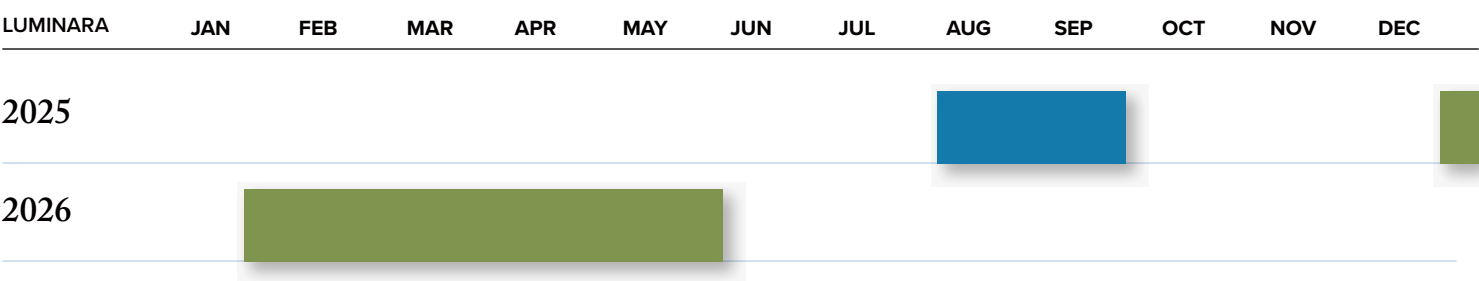 LUMINARA JAN FEB MAR APR MAY JUN JUL AUG SEP OCT NOV DEC
2025
2026